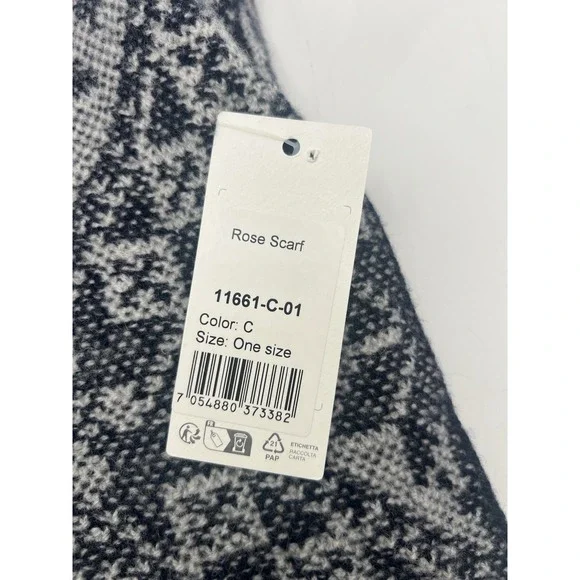 Rose Scarf
11661-C-01
Color: C
Size: One size
7 054880 373382
21
PAP
ETICHETTA
RACCOLTA
CARTA